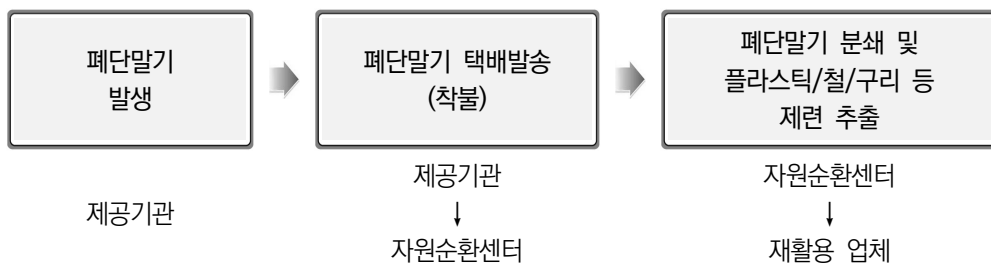 폐단말기
발생
폐단말기 택배발송
(착불)
폐단말기 분쇄 및
플라스틱/철/구리 등
제련 추출
제공기관
제공기관
↓
자원순환센터
자원순환센터
↓
재활용 업체